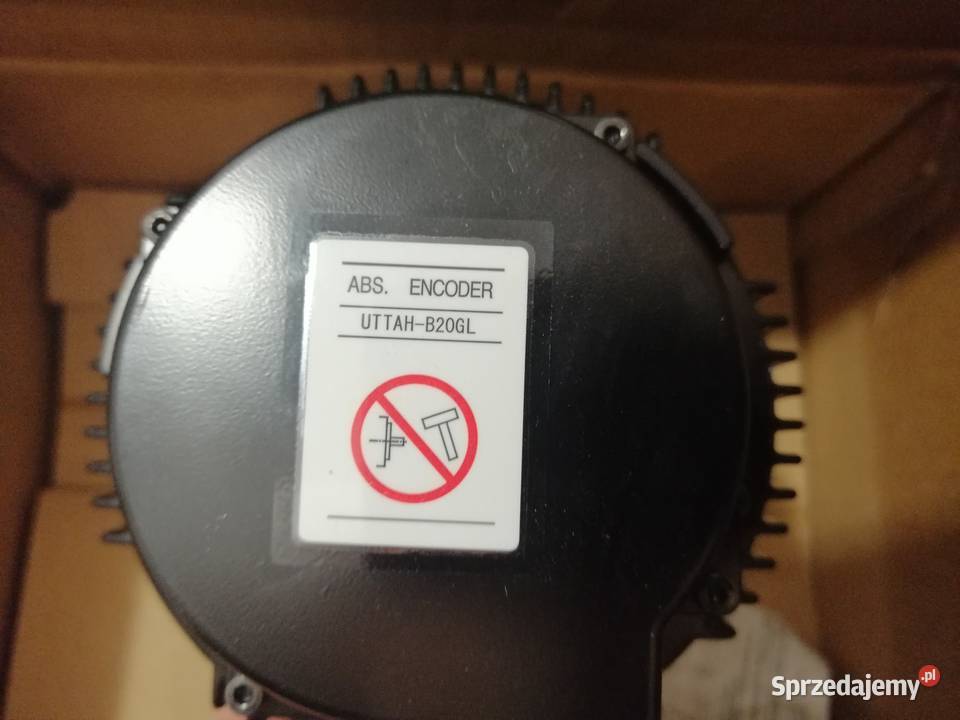 ABS. ENCODER
UTTAH-B20GL
Sprzedajemy.pl